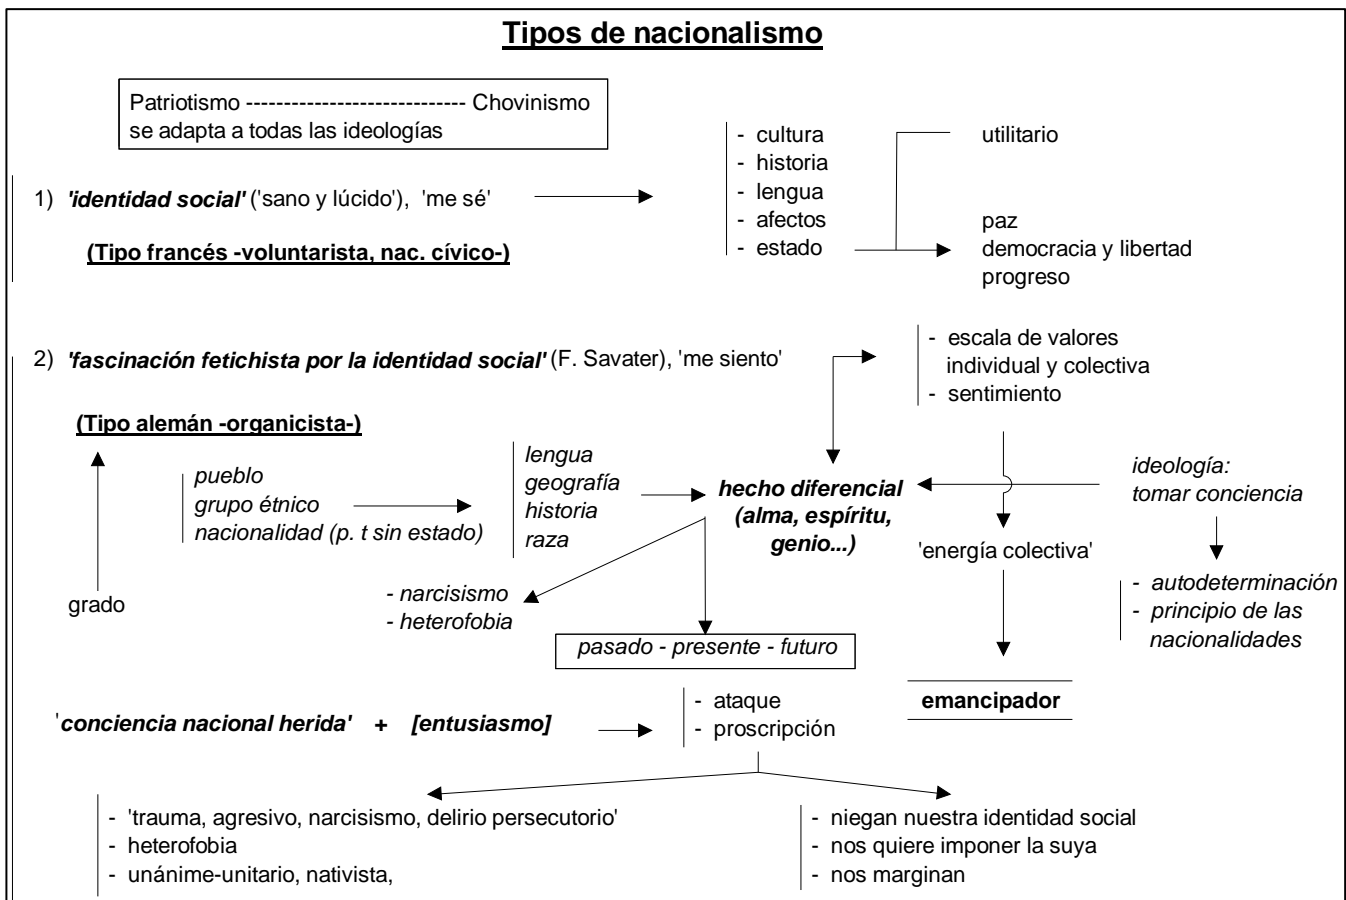 Tipos de nacionalismo
Patriotismo ----------------------------- Chovinismo
se adapta a todas las ideologías
- cultura
- historia
- lengua
- afectos
- estado
utilitario
paz
democracia y libertad
progreso
1) 'identidad social' ('sano y lúcido'), 'me sé'
(Tipo francés -voluntarista, nac. cívico-)
2) 'fascinación fetichista por la identidad social' (F. Savater), 'me siento'
- escala de valores
individual y colectiva
- sentimiento
(Tipo alemán -organicista-)
pueblo
grupo étnico
nacionalidad (p. t sin estado)
lengua
geografía
historia
raza
hecho diferencial
(alma, espíritu,
genio...)
ideología:
tomar conciencia
'energía colectiva'
- autodeterminación
- principio de las
nacionalidades
grado
- narcisismo
- heterofobia
pasado - presente - futuro
emancipador
'conciencia nacional herida' + [entusiasmo]
- ataque
- proscripción
- 'trauma, agresivo, narcisismo, delirio persecutorio'
- heterofobia
- unánime-unitario, nativista,
- niegan nuestra identidad social
- nos quiere imponer la suya
- nos marginan